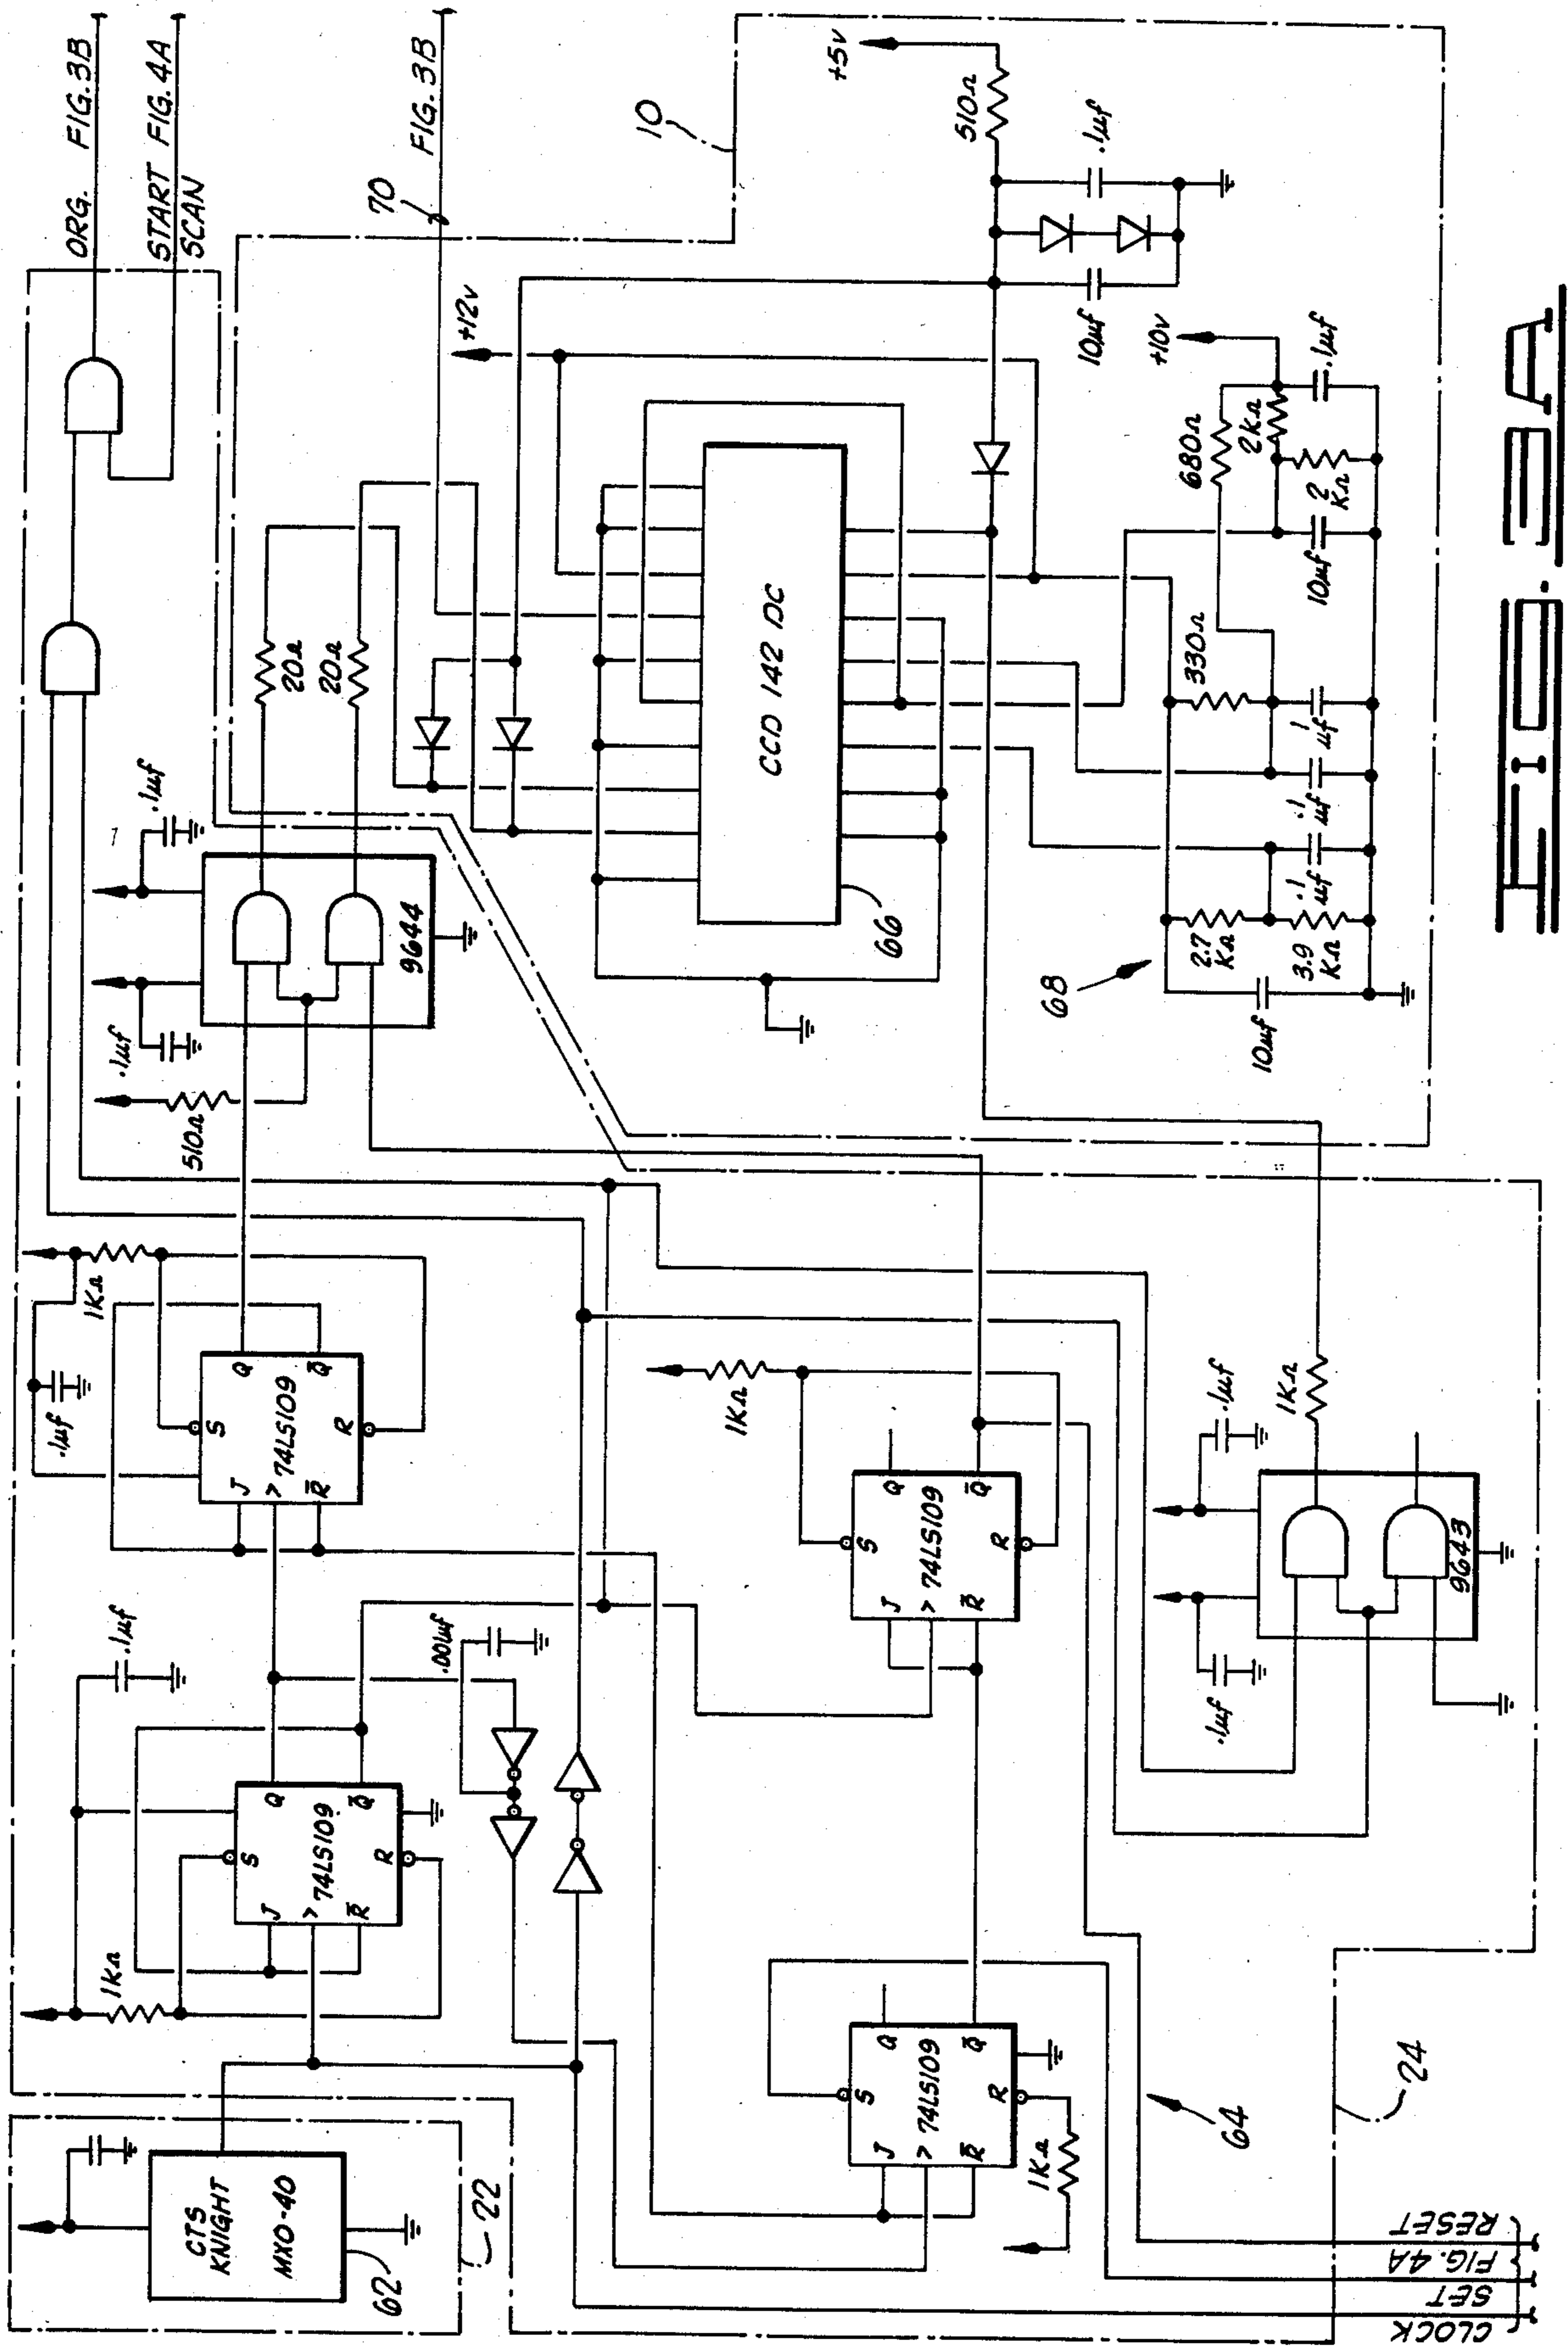 ORG. FIG.3B
START FIG.4A
SCAN
70
FIG.3B
10
+5v
510Ω
.1µf
10µf
+12v
+10v
680Ω
2KΩ
.1µf
2
KΩ
10µf
330Ω
.1
µf
.1
µf
.1
µf
2.7
KΩ
3.9
KΩ
10µf
68
CCD 142 DC
66
20Ω
20Ω
.1µf
.1µf
510Ω
9644
1KΩ
.1µf
J
>
R̄
S
74LS109
R
Q
Q̄
.1µf
1KΩ
J
>
R̄
S
74LS109
R
Q
Q̄
.001µf
1KΩ
J
>
R̄
S
74LS109
R
Q
Q̄
J
>
R̄
S
74LS109
R
Q
Q̄
1KΩ
.1µf
.1µf
1KΩ
9643
CTS
KNIGHT
MXO-40
62
22
64
24
CLOCK
SET
FIG.4A
RESET
FIG. 3A